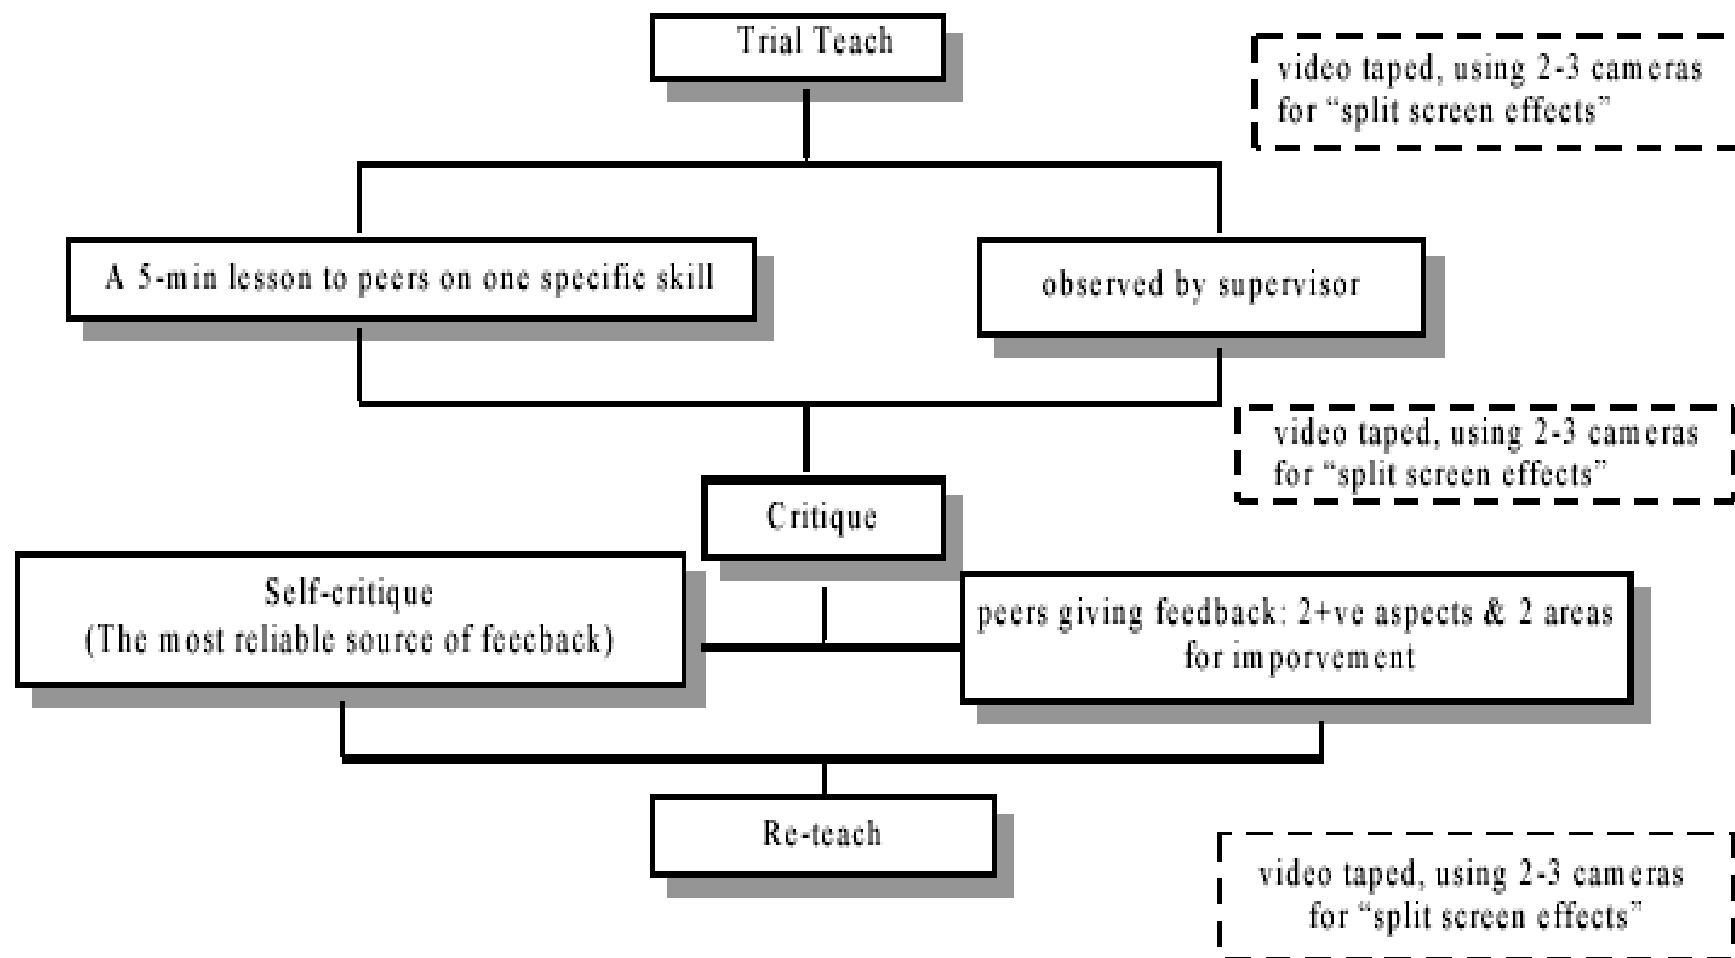 Trial Teach
video taped, using 2-3 cameras
for “split screen effects”
A 5-min lesson to peers on one specific skill
observed by supervisor
video taped, using 2-3 cameras
for “split screen effects”
Critique
Self-critique
(The most reliable source of feecback)
peers giving feedback: 2+ve aspects & 2 areas
for imporvement
Re-teach
video taped, using 2-3 cameras
for “split screen effects”